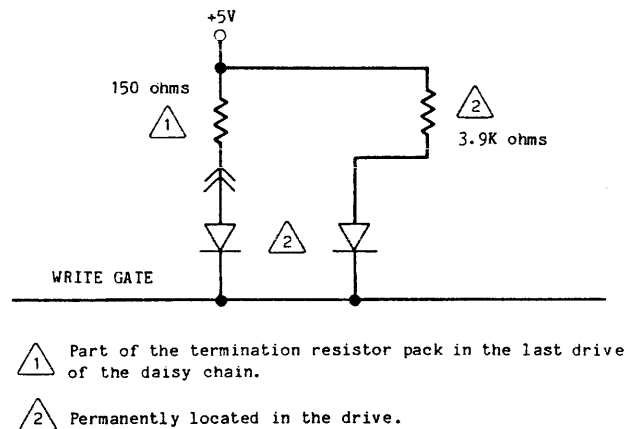 +5V
150 ohms
1
2
3.9K ohms
2
WRITE GATE
1 Part of the termination resistor pack in the last drive
of the daisy chain.
2 Permanently located in the drive.